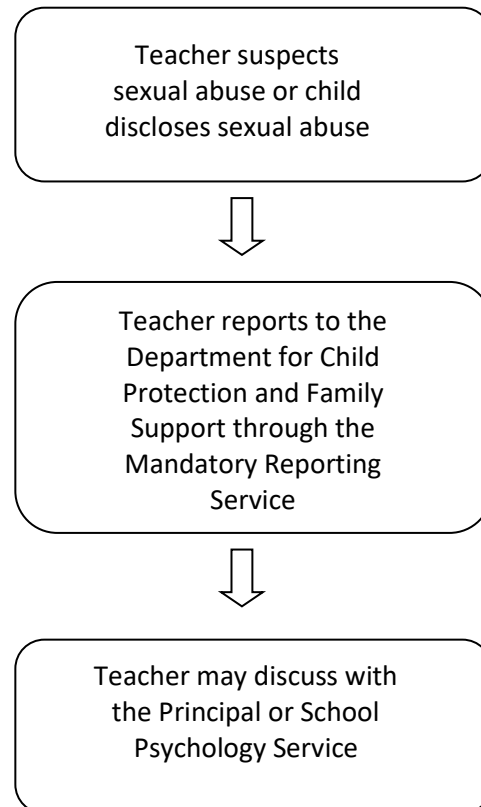 Teacher suspects
sexual abuse or child
discloses sexual abuse
Teacher reports to the
Department for Child
Protection and Family
Support through the
Mandatory Reporting
Service
Teacher may discuss with
the Principal or School
Psychology Service